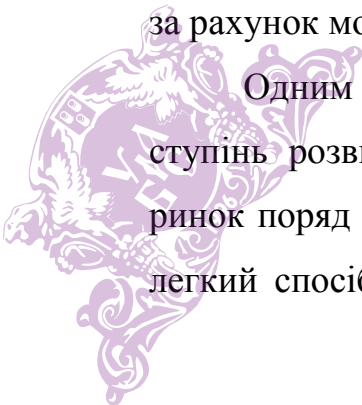 за рахунок мо
Одним
ступінь розви
ринок поряд
легкий спосіб